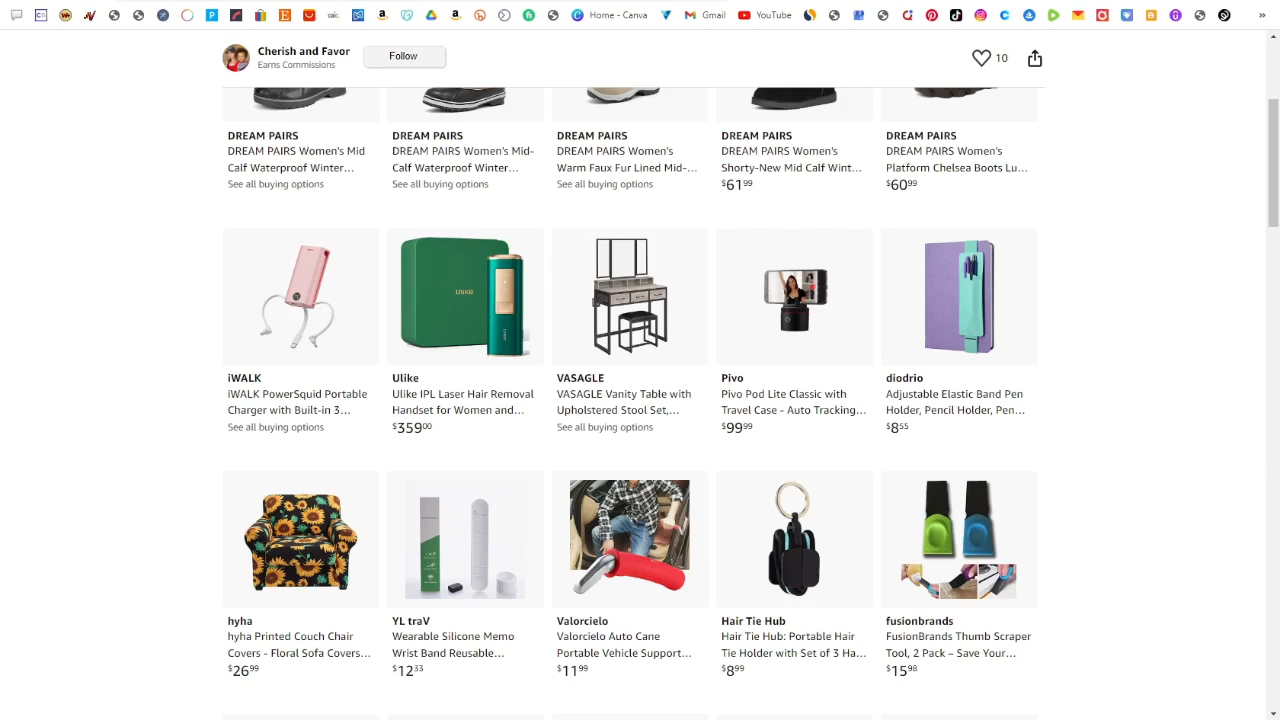 Home - Canva
Gmail
YouTube
Cherish and Favor
Earns Commissions
Follow
10
DREAM PAIRS
DREAM PAIRS Women's Mid
Calf Waterproof Winter...
See all buying options
DREAM PAIRS
DREAM PAIRS Women's Mid-
Calf Waterproof Winter...
See all buying options
DREAM PAIRS
DREAM PAIRS Women's
Warm Faux Fur Lined Mid-...
See all buying options
DREAM PAIRS
DREAM PAIRS Women's
Shorty-New Mid Calf Wint...
$61.99
DREAM PAIRS
DREAM PAIRS Women's
Platform Chelsea Boots Lu...
$60.99
Ulike
iWALK
iWALK PowerSquid Portable
Charger with Built-in 3...
See all buying options
Ulike
Ulike IPL Laser Hair Removal
Handset for Women and...
$359.00
VASAGLE
VASAGLE Vanity Table with
Upholstered Stool Set,...
See all buying options
Pivo
Pivo Pod Lite Classic with
Travel Case - Auto Tracking...
$99.99
diodrio
Adjustable Elastic Band Pen
Holder, Pencil Holder, Pen...
$8.55
hyha
hyha Printed Couch Chair
Covers - Floral Sofa Covers...
$26.99
YL traV
Wearable Silicone Memo
Wrist Band Reusable...
$12.33
Valorcielo
Valorcielo Auto Cane
Portable Vehicle Support...
$11.99
Hair Tie Hub
Hair Tie Hub: Portable Hair
Tie Holder with Set of 3 Ha...
$8.99
fusionbrands
FusionBrands Thumb Scraper
Tool, 2 Pack – Save Your...
$15.98